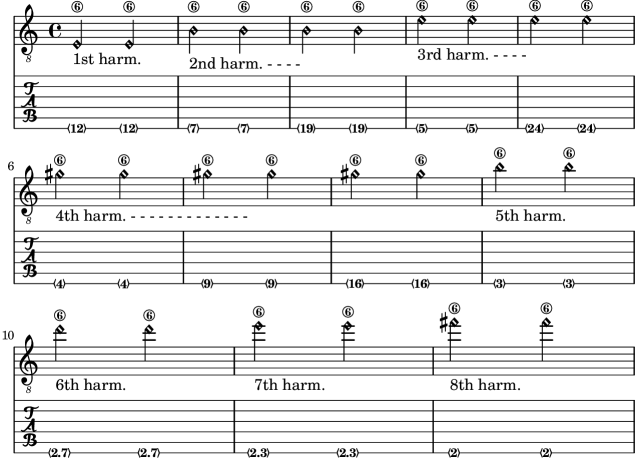 ⑥ ⑥ ⑥ ⑥ ⑥ ⑥ ⑥ ⑥ ⑥ ⑥
8
1st harm. 2nd harm. - - - - 3rd harm. - - - -
T
A
B
⟨12⟩ ⟨12⟩ ⟨7⟩ ⟨7⟩ ⟨19⟩ ⟨19⟩ ⟨5⟩ ⟨5⟩ ⟨24⟩ ⟨24⟩
6
⑥ ⑥ ⑥ ⑥ ⑥ ⑥ ⑥ ⑥
8
4th harm. - - - - - - - - - - - - - 5th harm.
T
A
B
⟨4⟩ ⟨4⟩ ⟨9⟩ ⟨9⟩ ⟨16⟩ ⟨16⟩ ⟨3⟩ ⟨3⟩
10
⑥ ⑥ ⑥ ⑥ ⑥ ⑥
8
6th harm. 7th harm. 8th harm.
T
A
B
⟨2.7⟩ ⟨2.7⟩ ⟨2.3⟩ ⟨2.3⟩ ⟨2⟩ ⟨2⟩